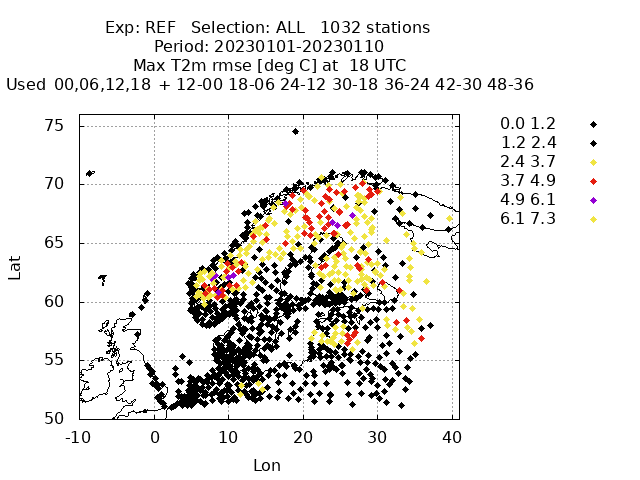 Exp: REF Selection: ALL 1032 stations
Period: 20230101-20230110
Max T2m rmse [deg C] at 18 UTC
Used 00,06,12,18 + 12-00 18-06 24-12 30-18 36-24 42-30 48-36
0.0 1.2
1.2 2.4
2.4 3.7
3.7 4.9
4.9 6.1
6.1 7.3
75
70
65
60
55
50
Lat
-10 0 10 20 30 40
Lon